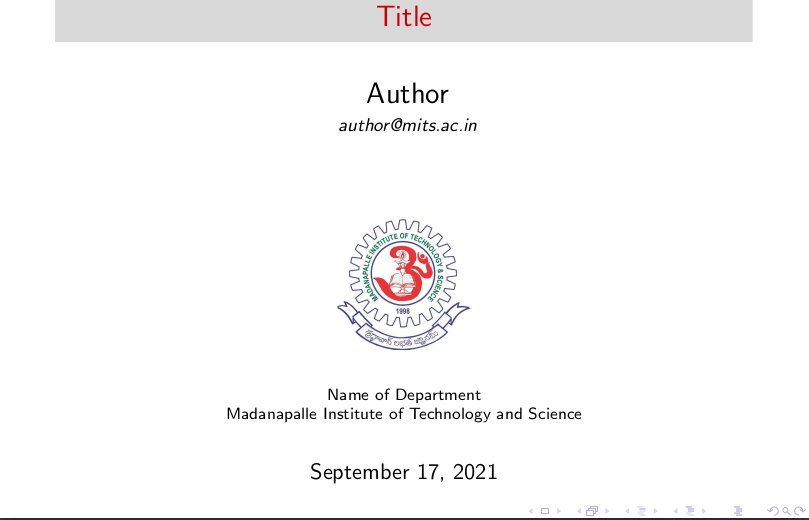 Title
Author
author@mits.ac.in
MADANAPALLE INSTITUTE OF TECHNOLOGY & SCIENCE
1998
Name of Department
Madanapalle Institute of Technology and Science
September 17, 2021